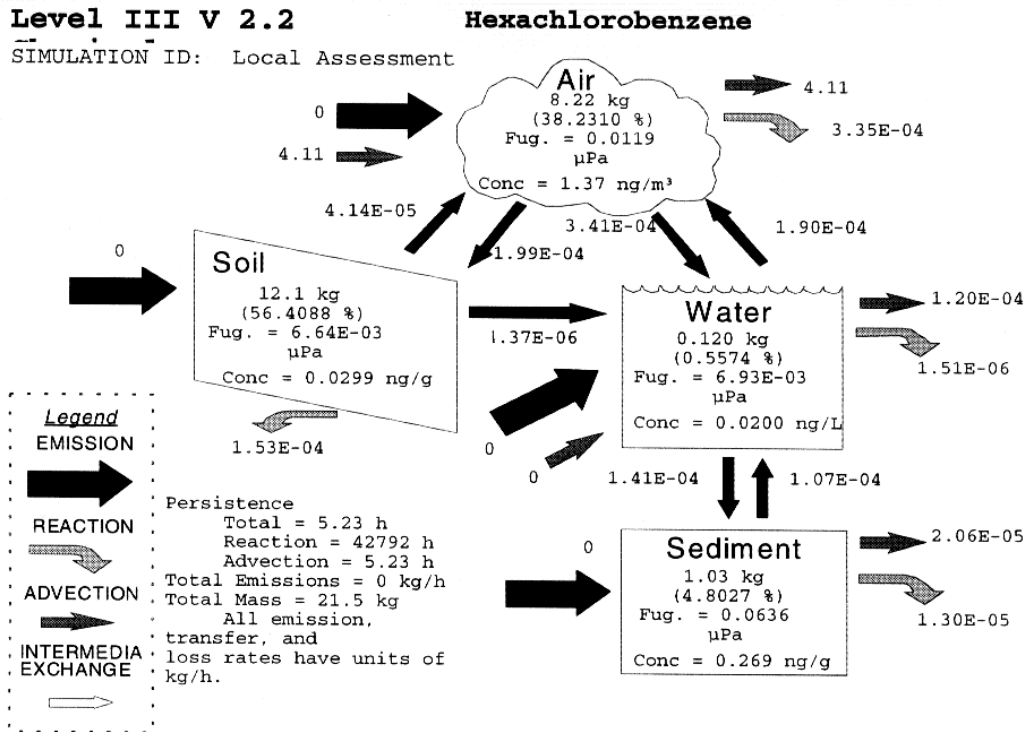 Level III V 2.2
Hexachlorobenzene
SIMULATION ID: Local Assessment
Air
8.22 kg
(38.2310 %)
Fug. = 0.0119
µPa
Conc = 1.37 ng/m³
0
4.11
4.11
3.35E-04
4.14E-05
1.99E-04
3.41E-04
1.90E-04
0
Soil
12.1 kg
(56.4088 %)
Fug. = 6.64E-03
µPa
Conc = 0.0299 ng/g
1.53E-04
1.37E-06
Water
0.120 kg
(0.5574 %)
Fug. = 6.93E-03
µPa
Conc = 0.0200 ng/L
1.20E-04
1.51E-06
0
0
1.41E-04
1.07E-04
0
Sediment
1.03 kg
(4.8027 %)
Fug. = 0.0636
µPa
Conc = 0.269 ng/g
2.06E-05
1.30E-05
Legend
EMISSION
REACTION
ADVECTION
INTERMEDIA
EXCHANGE
Persistence
Total = 5.23 h
Reaction = 42792 h
Advection = 5.23 h
Total Emissions = 0 kg/h
Total Mass = 21.5 kg
All emission,
transfer, and
loss rates have units of
kg/h.